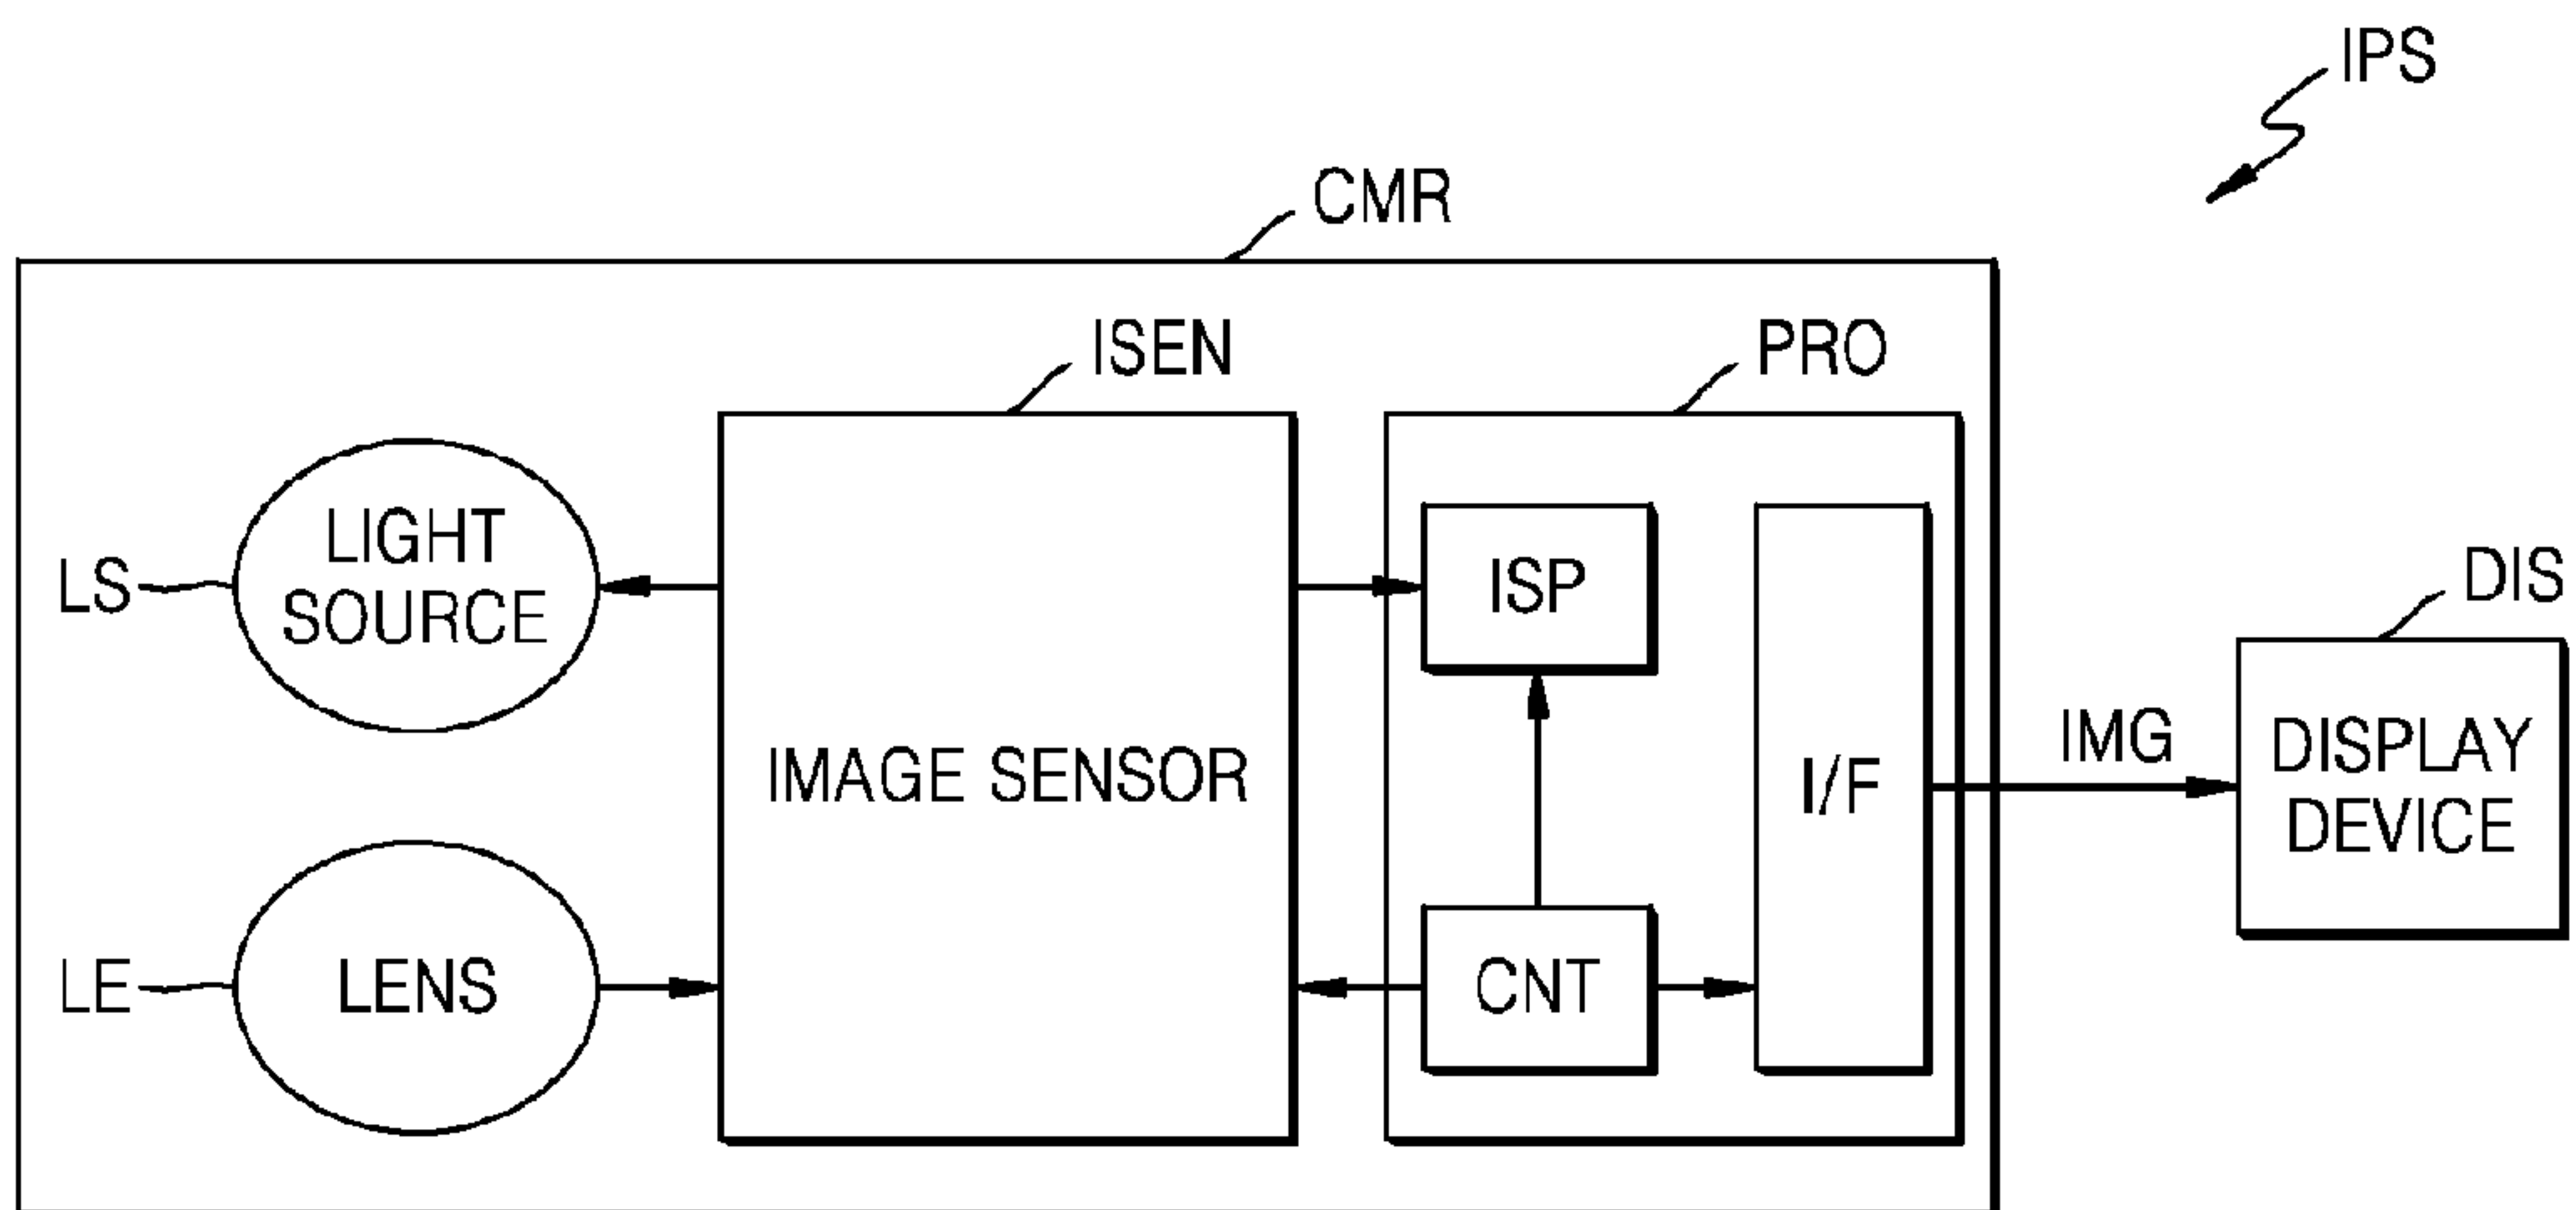 IPS
CMR
ISEN
PRO
LIGHT
SOURCE
LS
ISP
DIS
IMAGE SENSOR
I/F
IMG
DISPLAY
DEVICE
LE
LENS
CNT